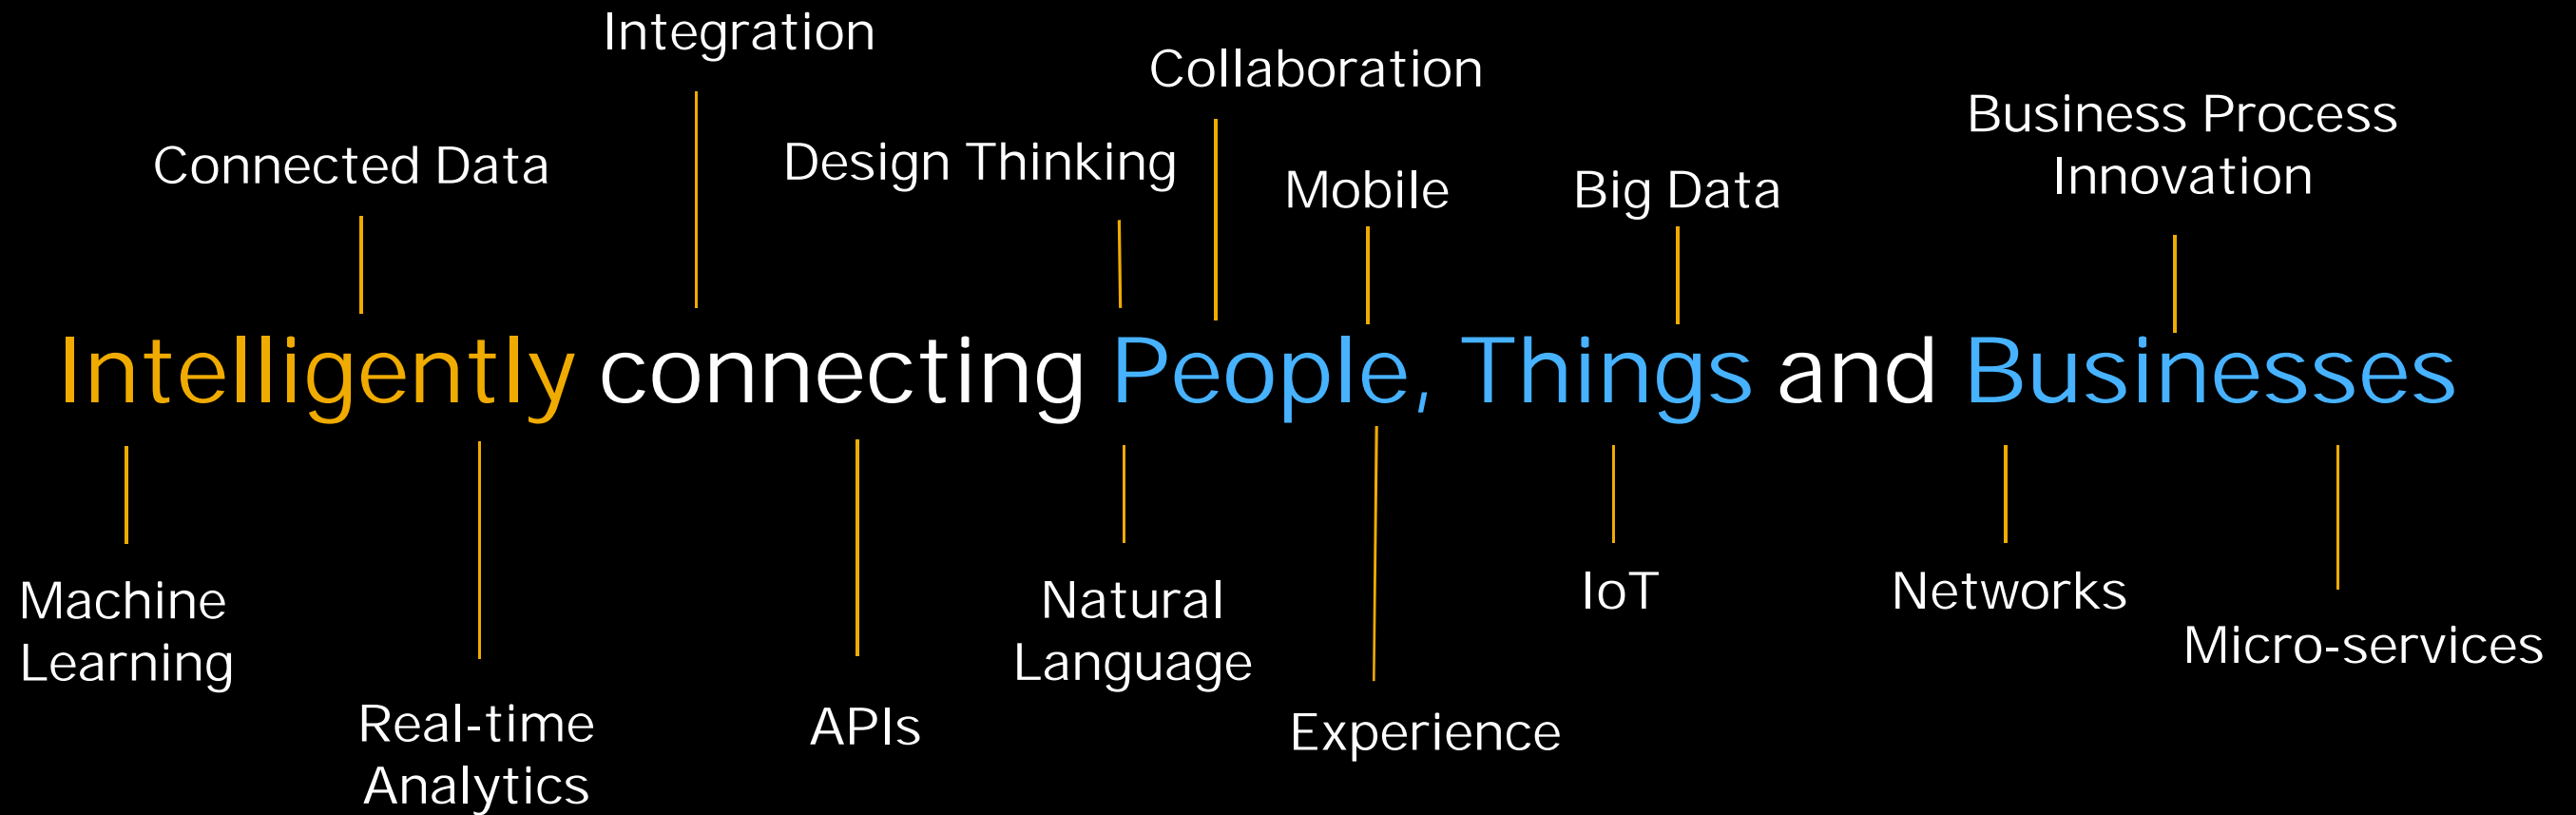 Integration
Collaboration
Business Process
Innovation
Connected Data
Design Thinking
Mobile
Big Data
Intelligently connecting People, Things and Businesses
Machine
Learning
Natural
Language
IoT
Networks
Micro-services
Real-time
Analytics
APIs
Experience